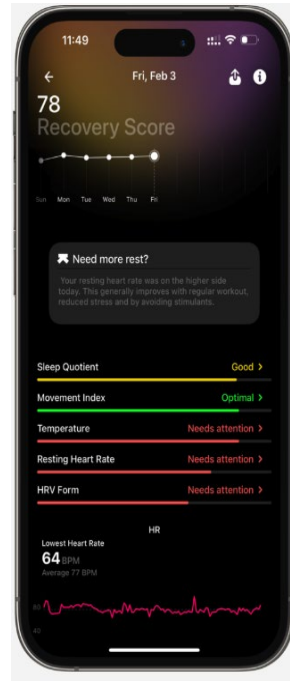 11:49
Fri, Feb 3
78
Recovery Score
Sun Mon Tue Wed Thu Fri
Need more rest?
Your resting heart rate was on the higher side
today. This generally improves with regular workout,
reduced stress and by avoiding stimulants.
Sleep Quotient Good >
Movement Index Optimal >
Temperature Needs attention >
Resting Heart Rate Needs attention >
HRV Form Needs attention >
HR
Lowest Heart Rate
64 BPM
Average 77 BPM
60
40